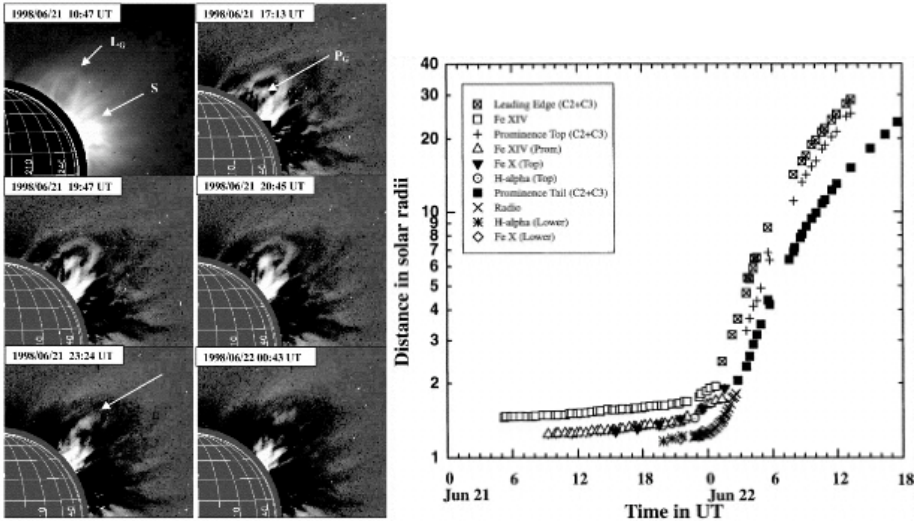 1998/06/21 10:47 UT
1998/06/21 17:13 UT
L_G
S
P_G
1998/06/21 19:47 UT
1998/06/21 20:45 UT
1998/06/21 23:24 UT
1998/06/22 00:43 UT
Distance in solar radii
40
30
20
10
9
8
7
6
5
4
3
2
1
Leading Edge (C2+C3)
Fe XIV
Prominence Top (C2+C3)
Fe XIV (Prom)
Fe X (Top)
H-alpha (Top)
Prominence Tail (C2+C3)
Radio
H-alpha (Lower)
Fe X (Lower)
0 6 12 18 0 6 12 18
Jun 21 Jun 22
Time in UT